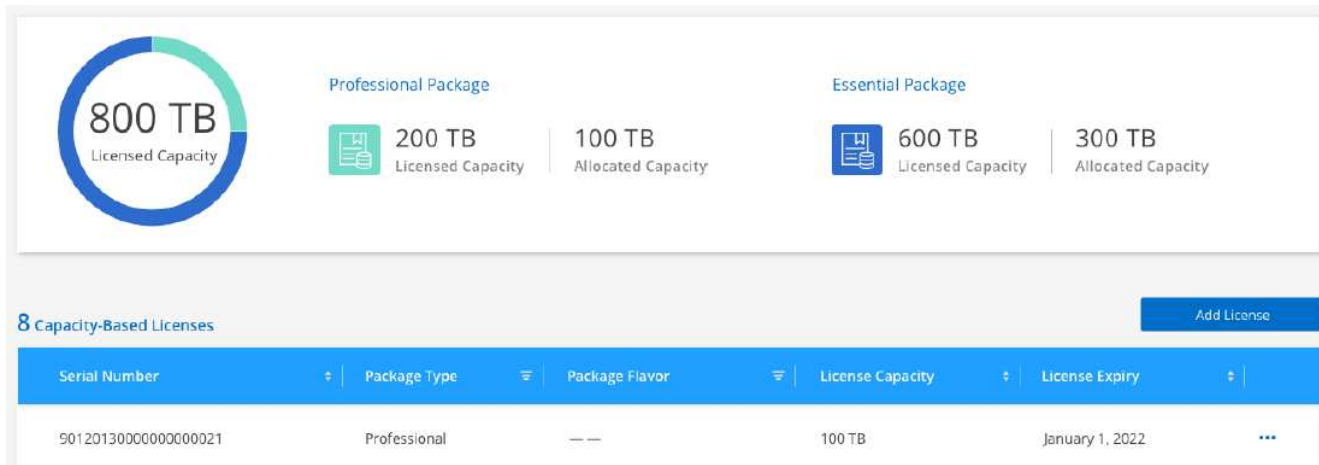 800 TB
Licensed Capacity
Professional Package
200 TB
Licensed Capacity
100 TB
Allocated Capacity
Essential Package
600 TB
Licensed Capacity
300 TB
Allocated Capacity
8 Capacity-Based Licenses
Add License
Serial Number Package Type Package Flavor License Capacity License Expiry
90120130000000000021 Professional — — 100 TB January 1, 2022 •••